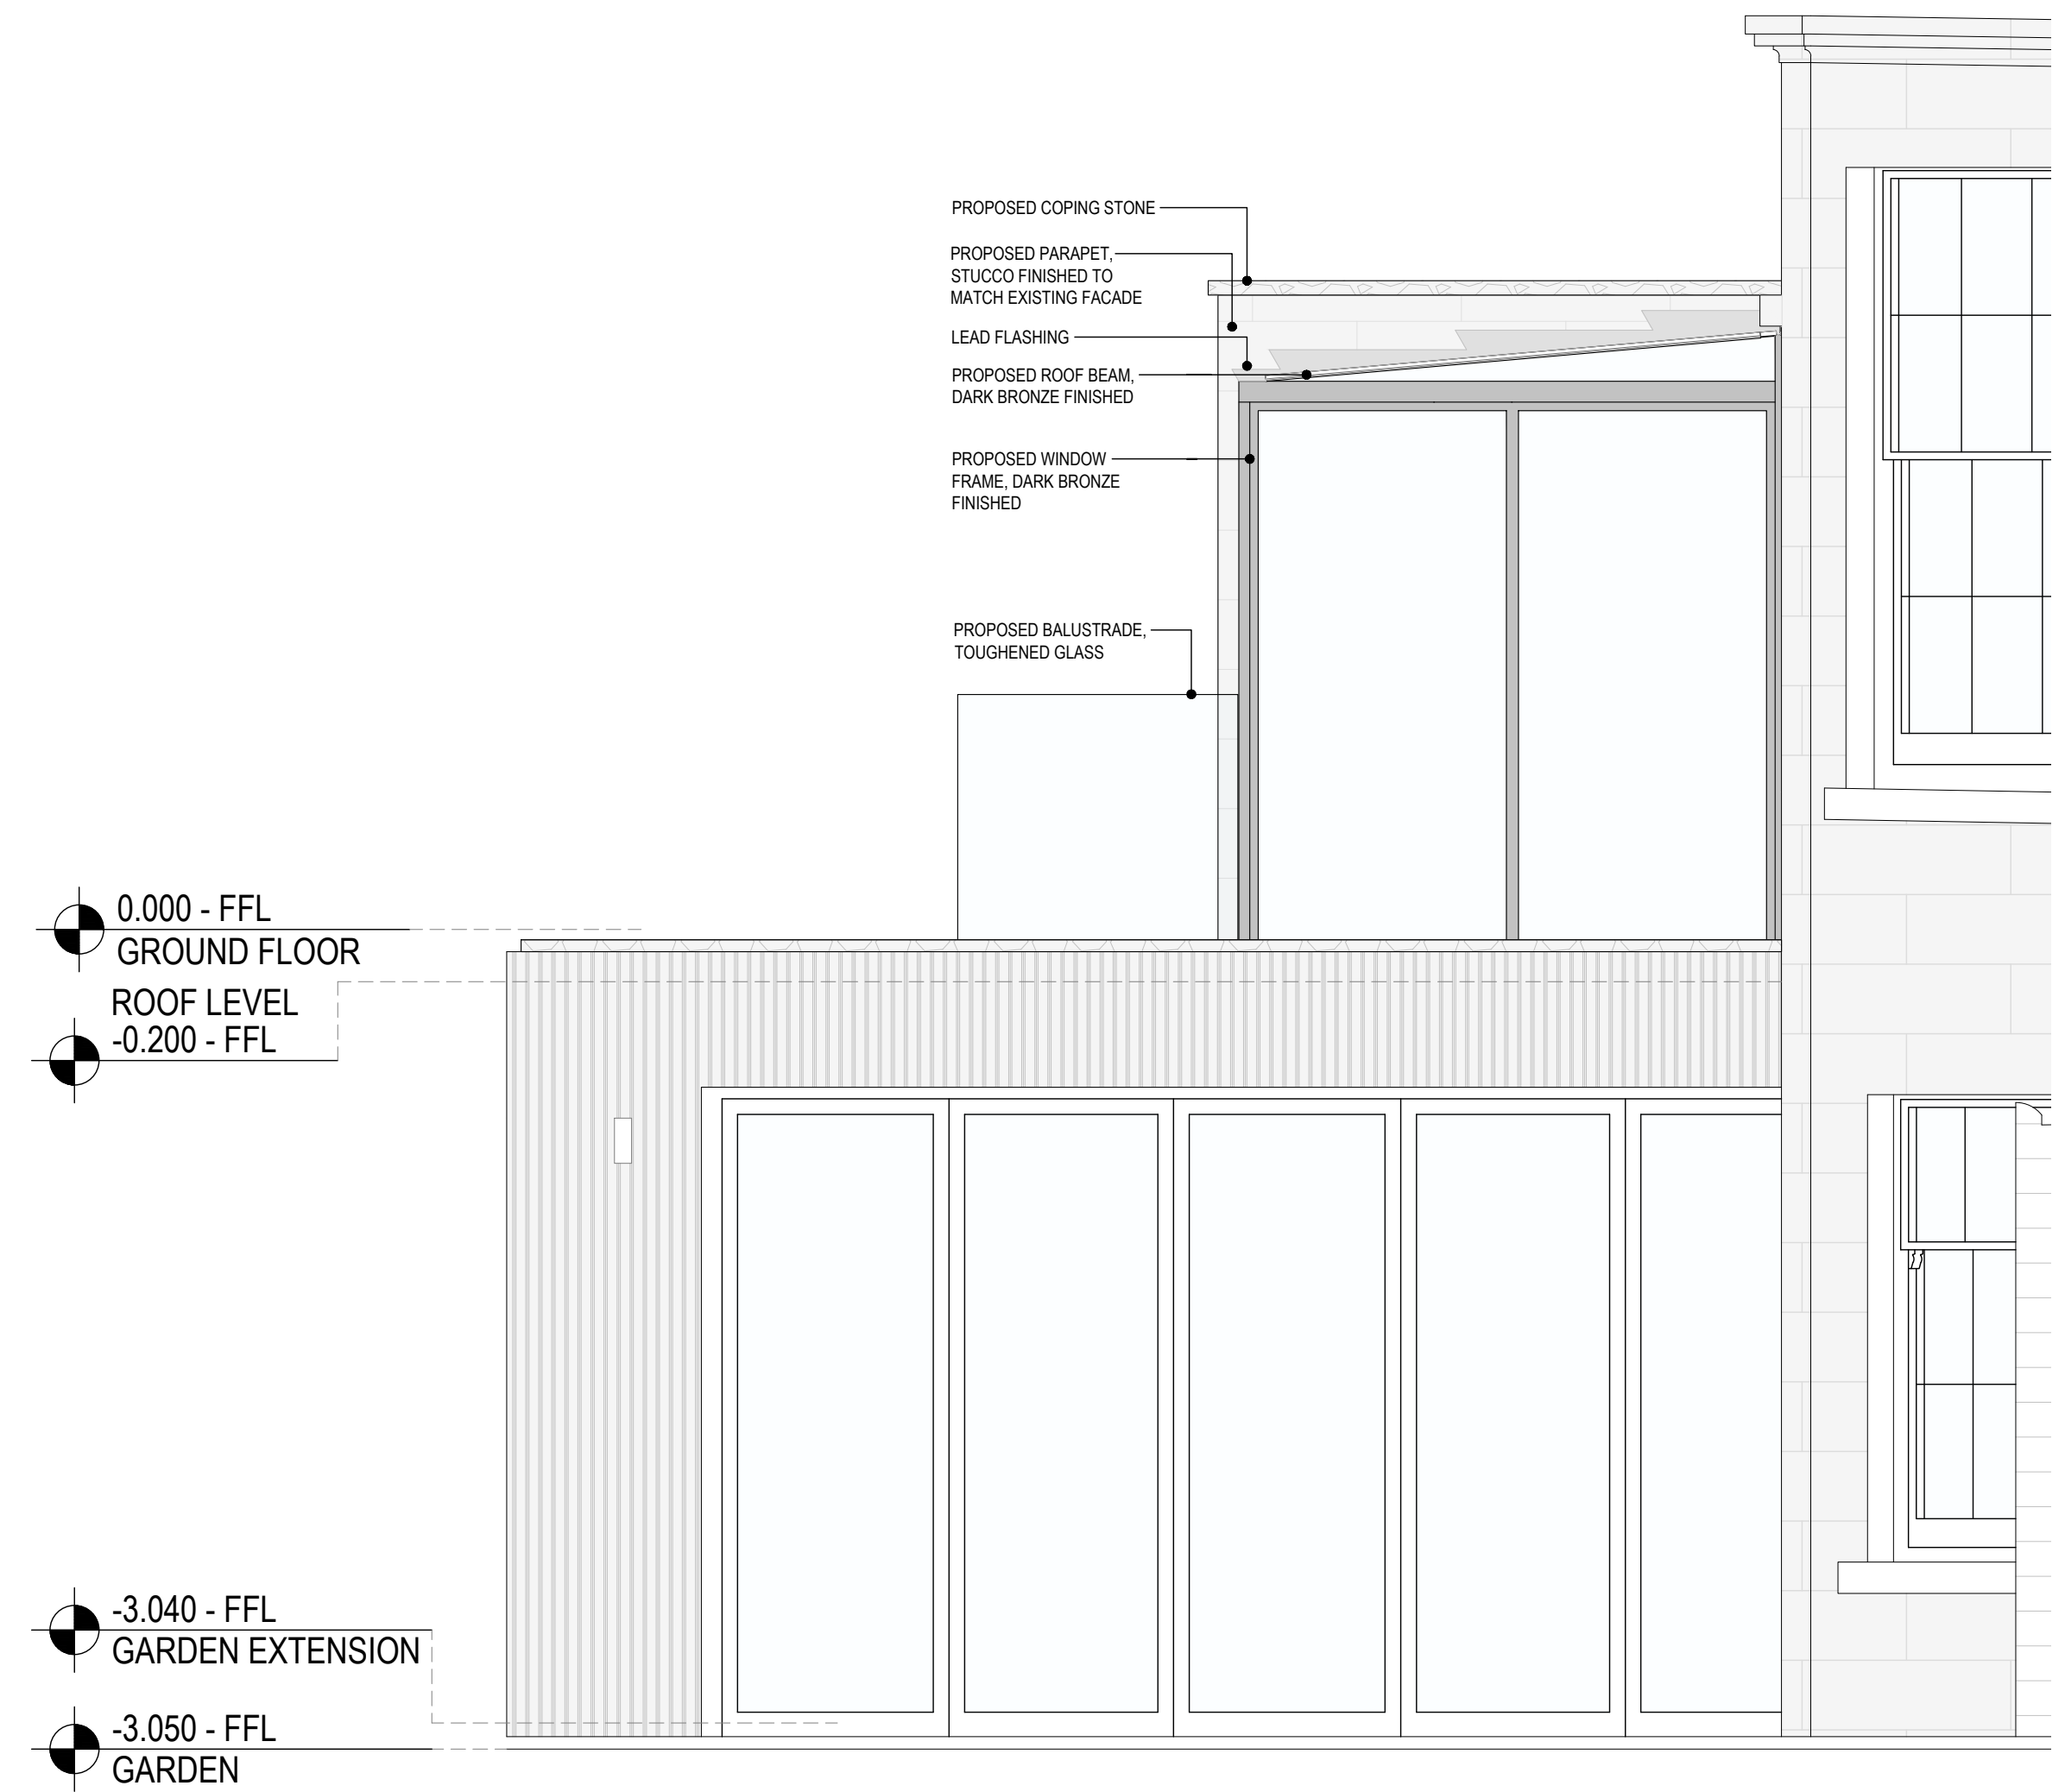 PROPOSED COPING STONE
PROPOSED PARAPET,
STUCCO FINISHED TO
MATCH EXISTING FACADE
LEAD FLASHING
PROPOSED ROOF BEAM,
DARK BRONZE FINISHED
PROPOSED WINDOW
FRAME, DARK BRONZE
FINISHED
PROPOSED BALUSTRADE,
TOUGHENED GLASS
0.000 - FFL
GROUND FLOOR
ROOF LEVEL
-0.200 - FFL
-3.040 - FFL
GARDEN EXTENSION
-3.050 - FFL
GARDEN